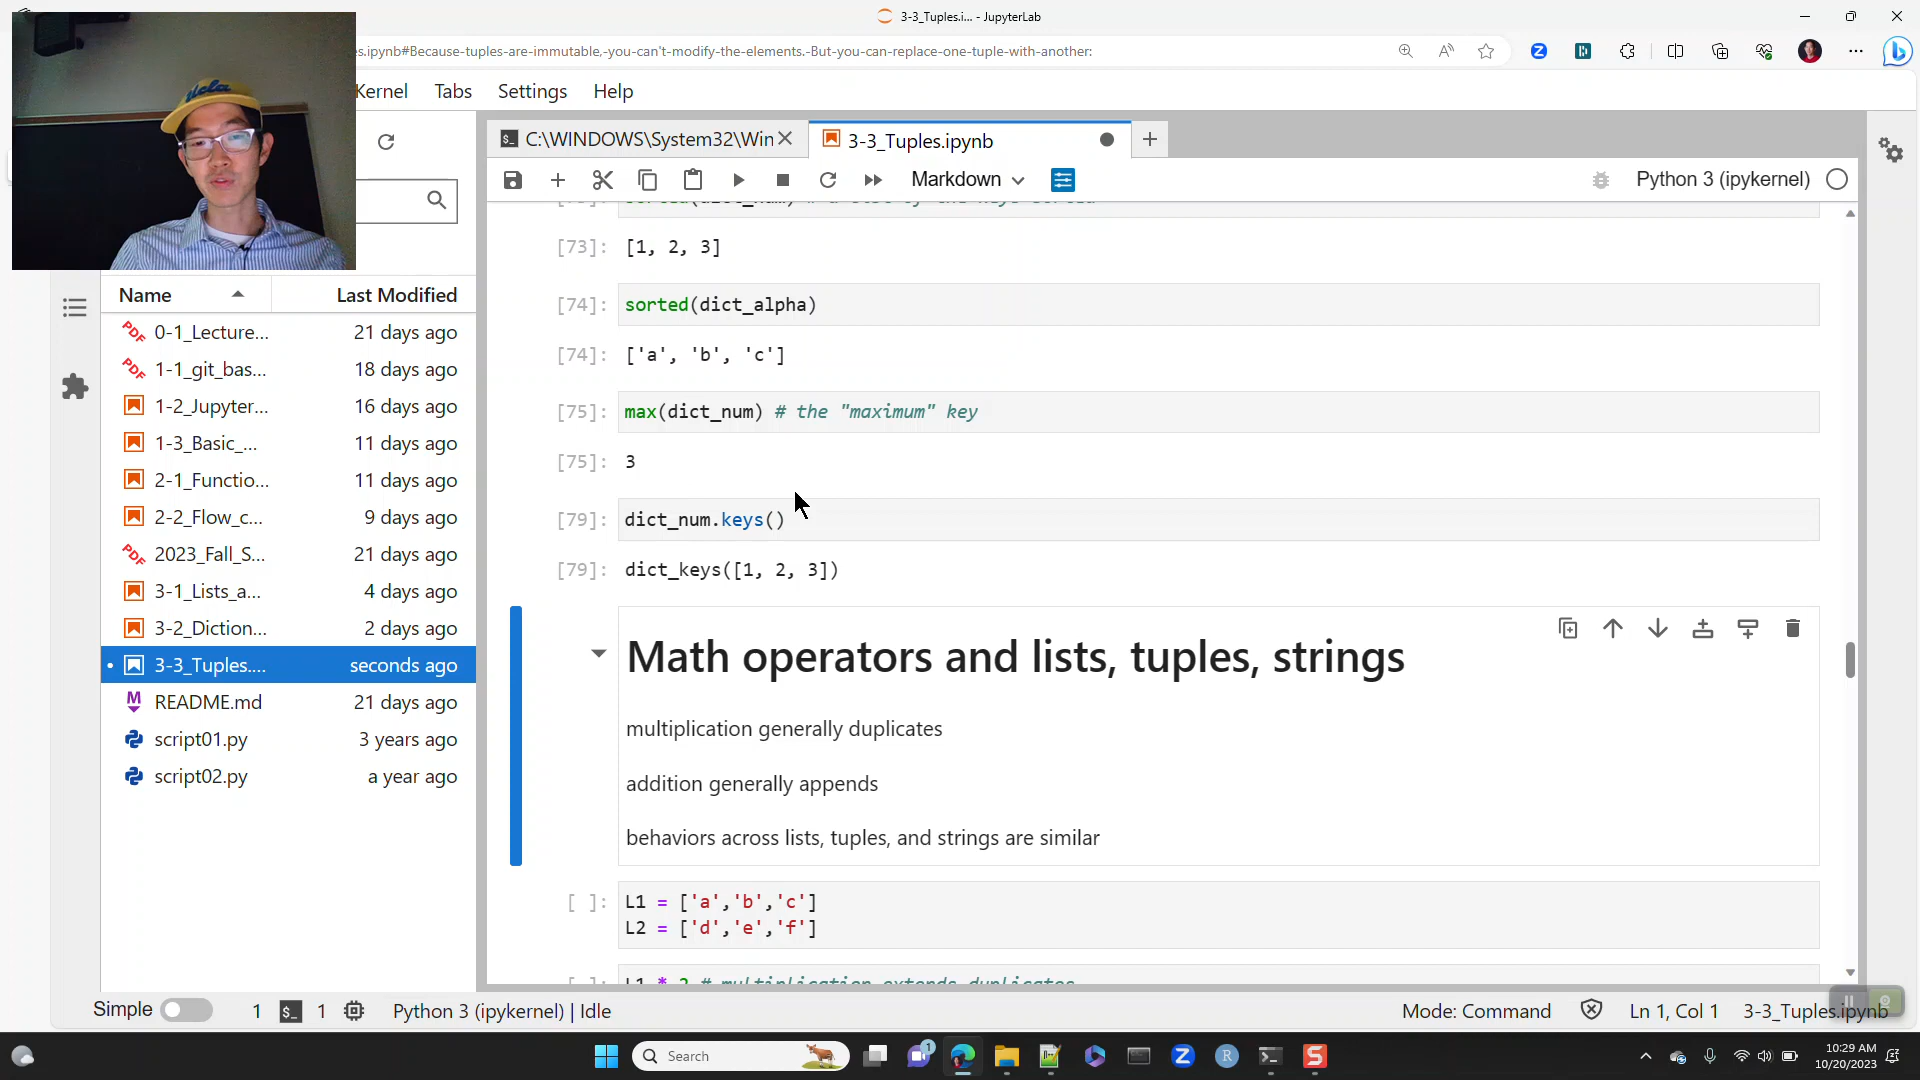 3-3_Tuples.i... - JupyterLab
es.ipynb#Because-tuples-are-immutable,-you-can't-modify-the-elements.-But-you-can-replace-one-tuple-with-another:
Kernel Tabs Settings Help
C:\WINDOWS\System32\Win
3-3_Tuples.ipynb
Markdown
Python 3 (ipykernel)
Name Last Modified
0-1_Lecture... 21 days ago
1-1_git_bas... 18 days ago
1-2_Jupyter... 16 days ago
1-3_Basic_... 11 days ago
2-1_Functio... 11 days ago
2-2_Flow_c... 9 days ago
2023_Fall_S... 21 days ago
3-1_Lists_a... 4 days ago
3-2_Diction... 2 days ago
3-3_Tuples.... seconds ago
README.md 21 days ago
script01.py 3 years ago
script02.py a year ago
[73]: [1, 2, 3]
[74]: sorted(dict_alpha)
[74]: ['a', 'b', 'c']
[75]: max(dict_num) # the "maximum" key
[75]: 3
[79]: dict_num.keys()
[79]: dict_keys([1, 2, 3])
Math operators and lists, tuples, strings
multiplication generally duplicates
addition generally appends
behaviors across lists, tuples, and strings are similar
[ ]: L1 = ['a','b','c']
L2 = ['d','e','f']
Simple 1 1 Python 3 (ipykernel) | Idle
Mode: Command Ln 1, Col 1 3-3_Tuples.ipynb
Search
10:29 AM
10/20/2023